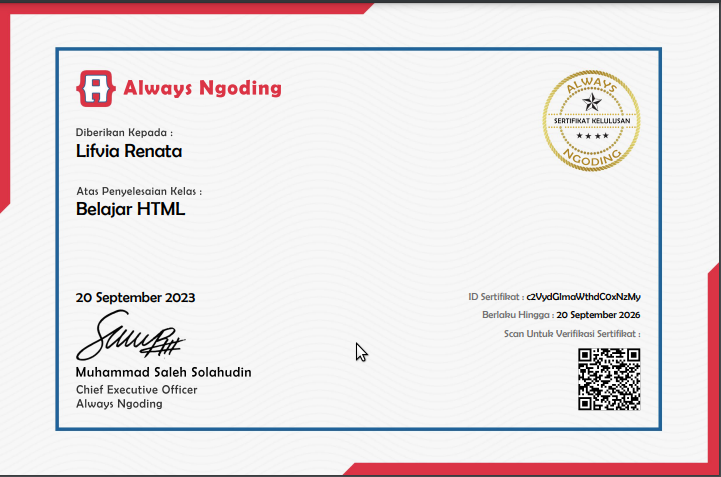 Always Ngoding
Diberikan Kepada :
Lifvia Renata
Atas Penyelesaian Kelas :
Belajar HTML
ALWAYS
SERTIFIKAT KELULUSAN
NGODING
20 September 2023
Muhammad Saleh Solahudin
Chief Executive Officer
Always Ngoding
ID Sertifikat : c2VydGlmaWthdC0xNzMy
Berlaku Hingga : 20 September 2026
Scan Untuk Verifikasi Sertifikat :